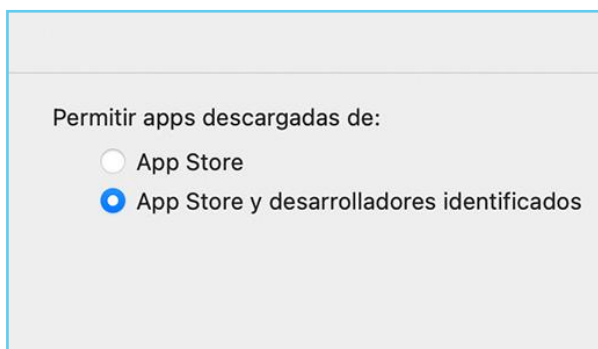 Permitir apps descargadas de:
App Store
App Store y desarrolladores identificados